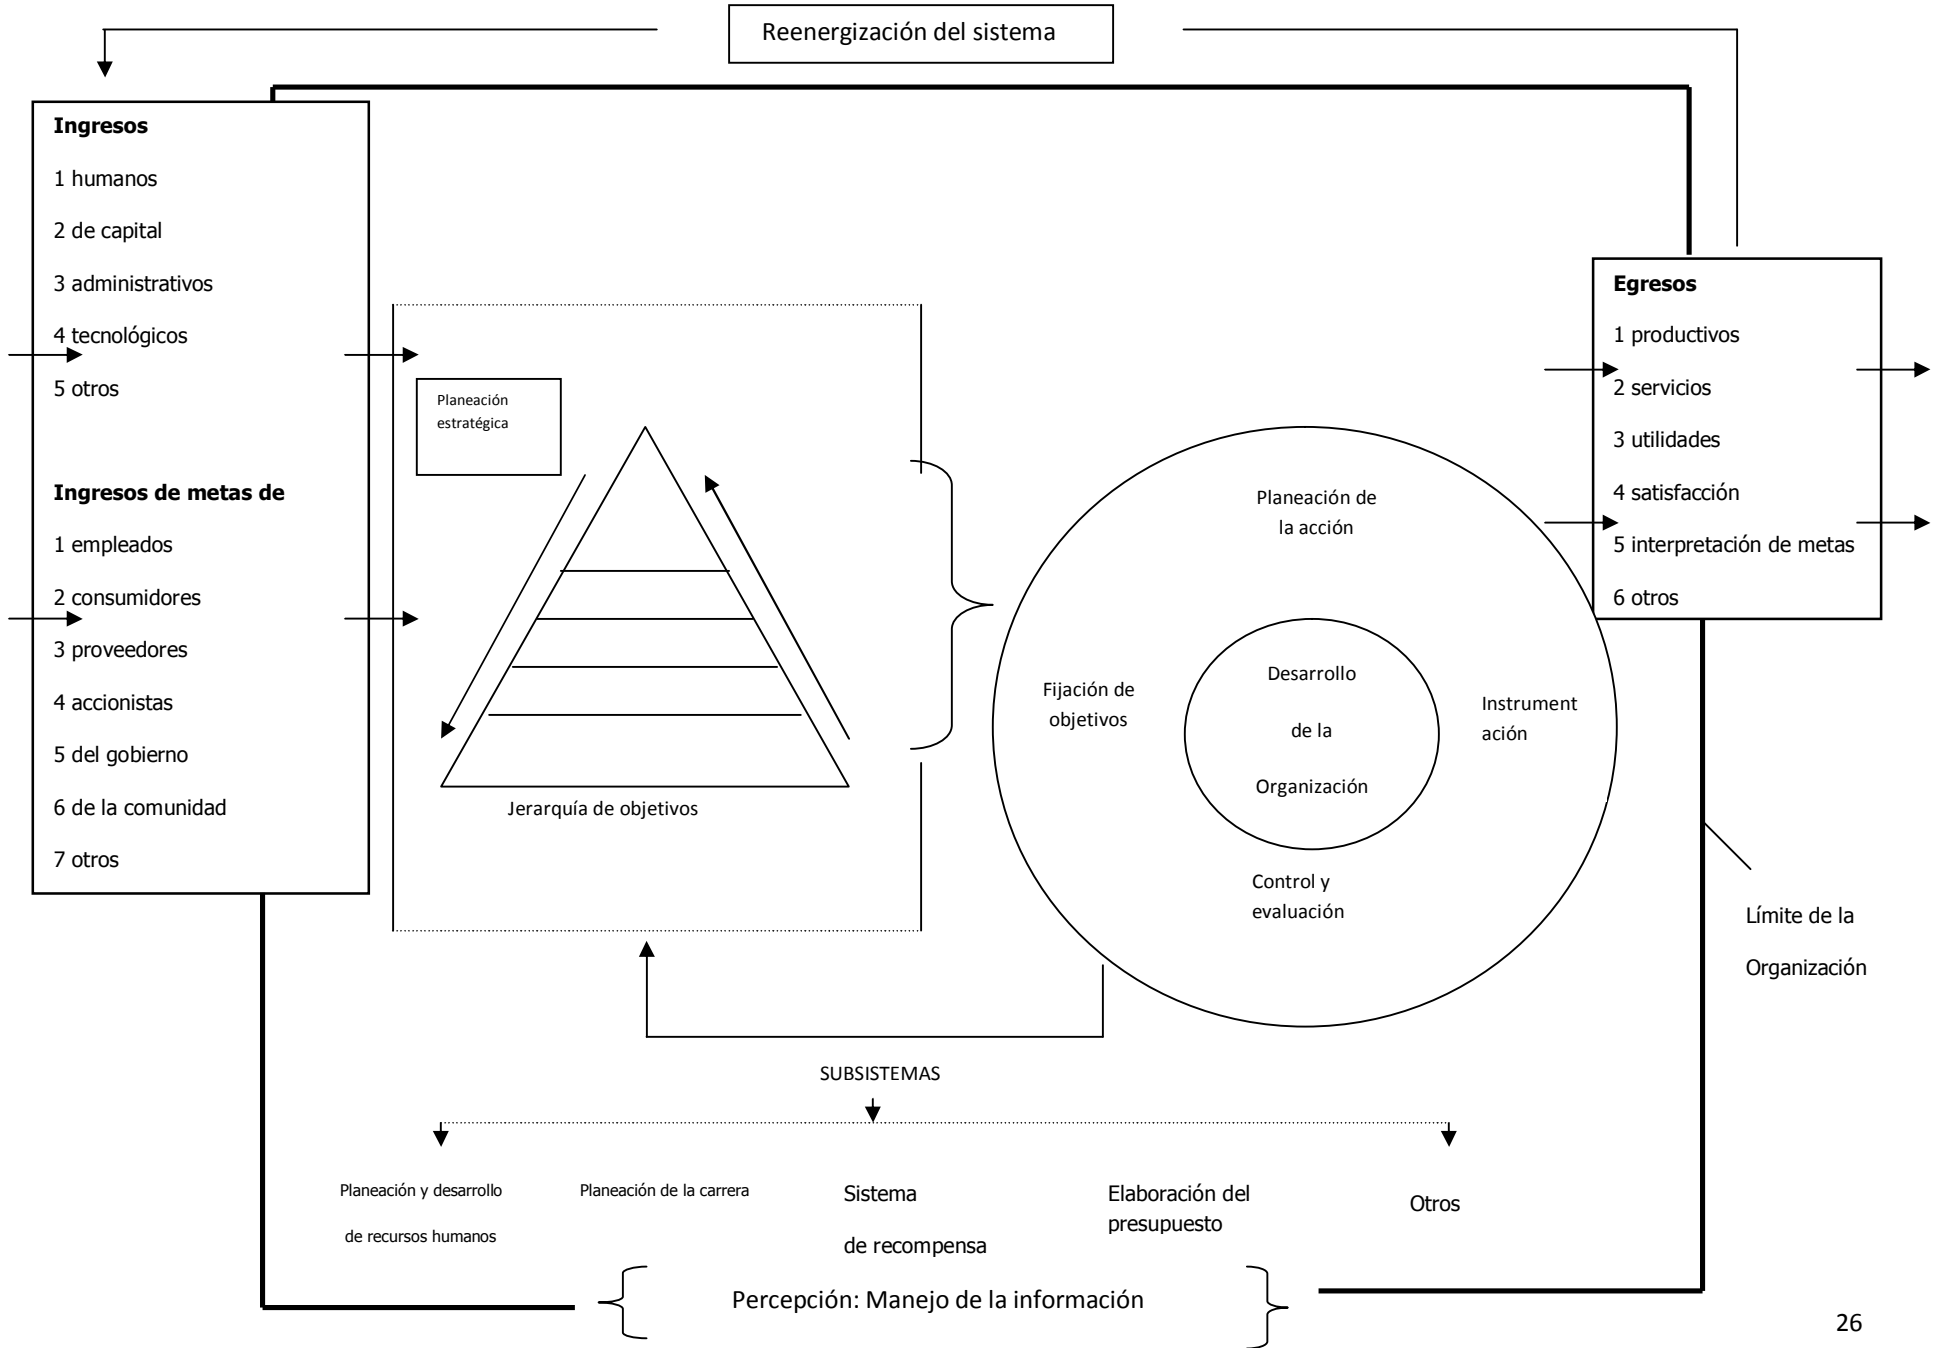 Reenergización del sistema
Ingresos
1 humanos
2 de capital
3 administrativos
4 tecnológicos
5 otros
Ingresos de metas de
1 empleados
2 consumidores
3 proveedores
4 accionistas
5 del gobierno
6 de la comunidad
7 otros
Planeación
estratégica
Jerarquía de objetivos
Planeación de
la acción
Fijación de
objetivos
Desarrollo
de la
Organización
Instrument
ación
Control y
evaluación
Egresos
1 productivos
2 servicios
3 utilidades
4 satisfacción
5 interpretación de metas
6 otros
Límite de la
Organización
SUBSISTEMAS
Planeación y desarrollo
de recursos humanos
Planeación de la carrera
Sistema
de recompensa
Elaboración del
presupuesto
Otros
Percepción: Manejo de la información
26